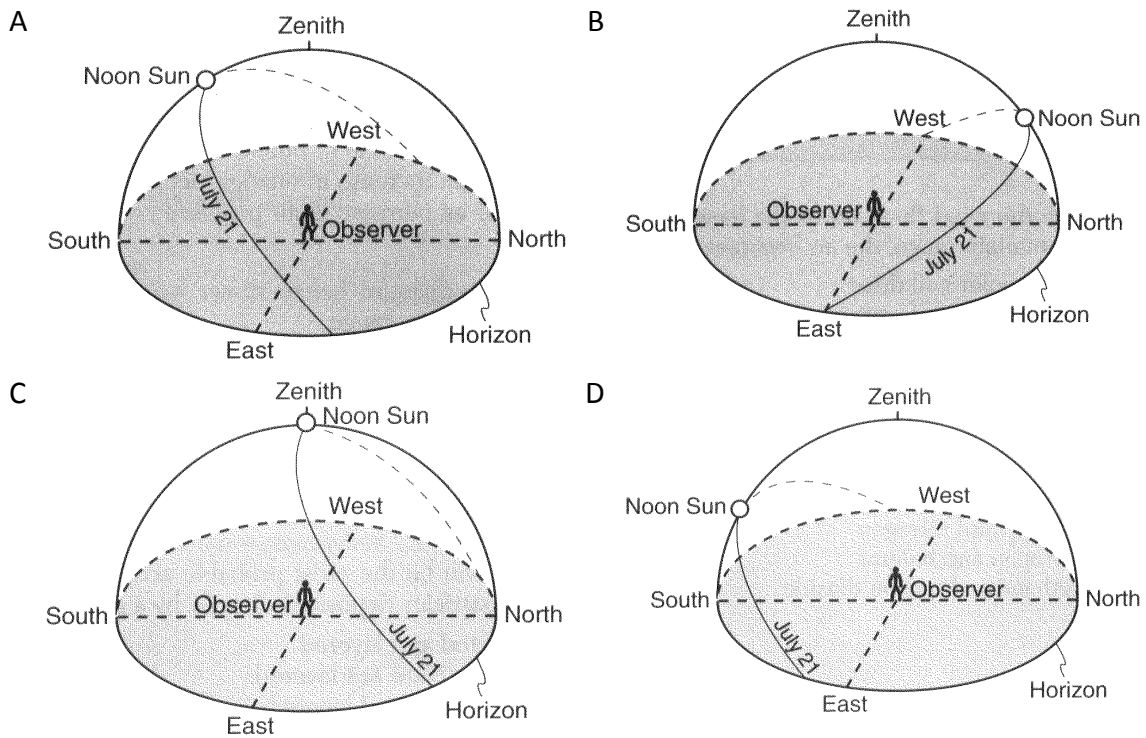 A
Zenith
Noon Sun
West
July 21
Observer
South
North
Horizon
East
B
Zenith
West
Noon Sun
Observer
South
North
July 21
Horizon
East
C
Zenith
Noon Sun
West
Observer
South
North
July 21
Horizon
East
D
Zenith
Noon Sun
West
Observer
South
North
July 21
Horizon
East